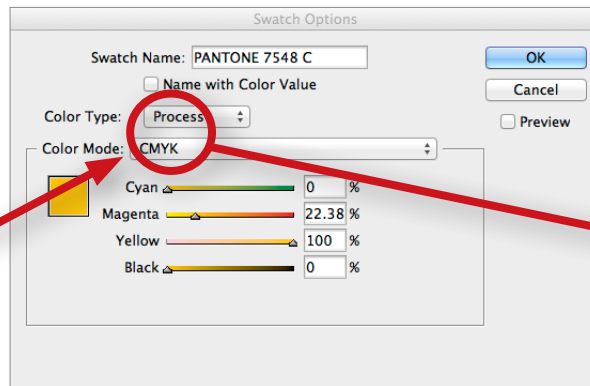 Swatch Options
Swatch Name: PANTONE 7548 C
OK
Name with Color Value
Cancel
Color Type: Process
Preview
Color Mode: CMYK
Cyan 0 %
Magenta 22.38 %
Yellow 100 %
Black 0 %